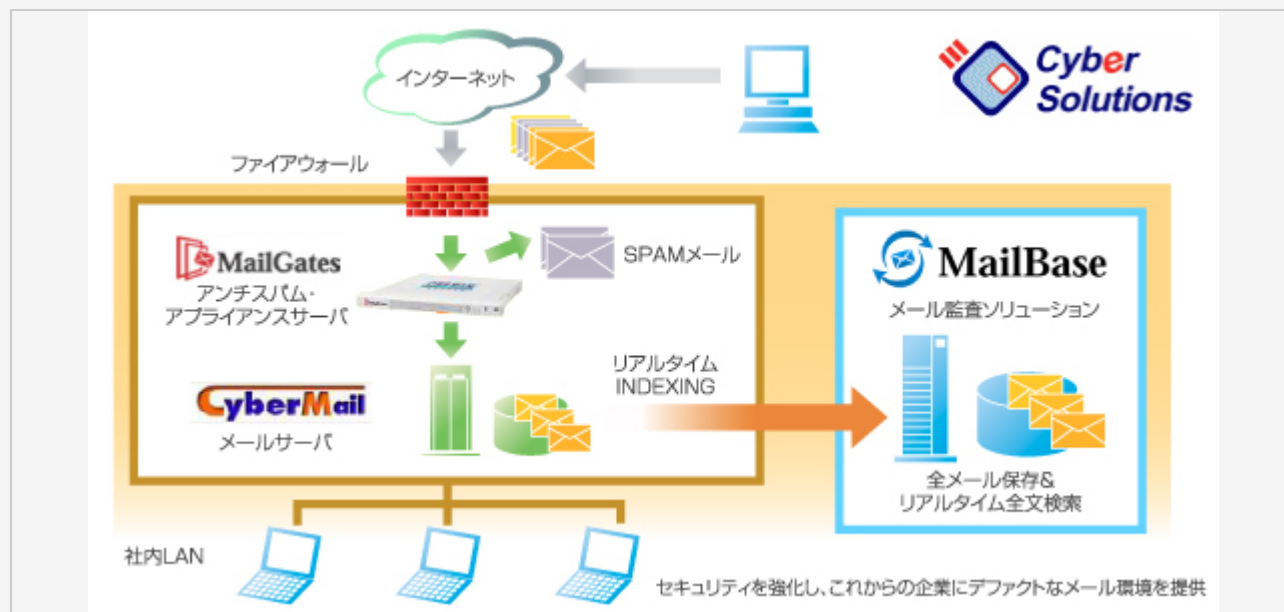 インターネット
Cyber
Solutions
ファイアウォール
MailGates
アンチスパム・
アプライアンスサーバ
SPAMメール
CyberMail
メールサーバ
リアルタイム
INDEXING
MailBase
メール監査ソリューション
全メール保存&
リアルタイム全文検索
社内LAN
セキュリティを強化し、これからの企業にデファクトなメール環境を提供